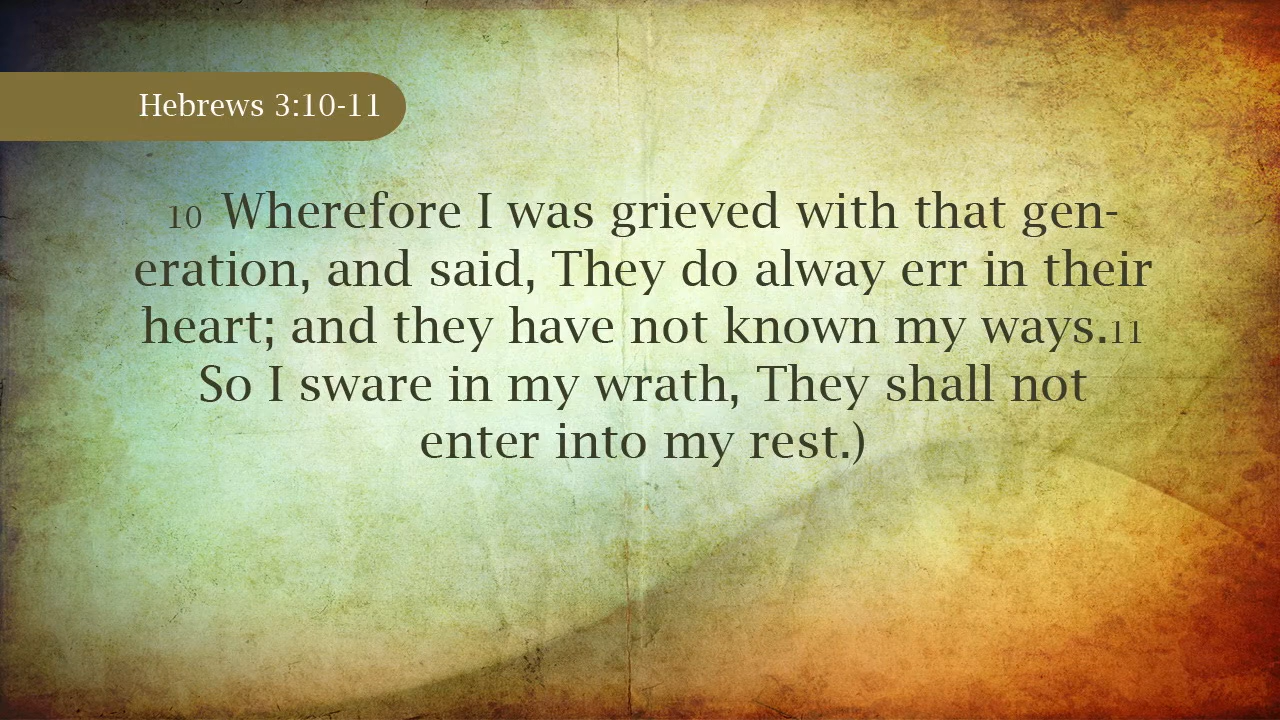 Hebrews 3:10-11
10 Wherefore I was grieved with that gen-
eration, and said, They do alway err in their
heart; and they have not known my ways.11
So I sware in my wrath, They shall not
enter into my rest.)